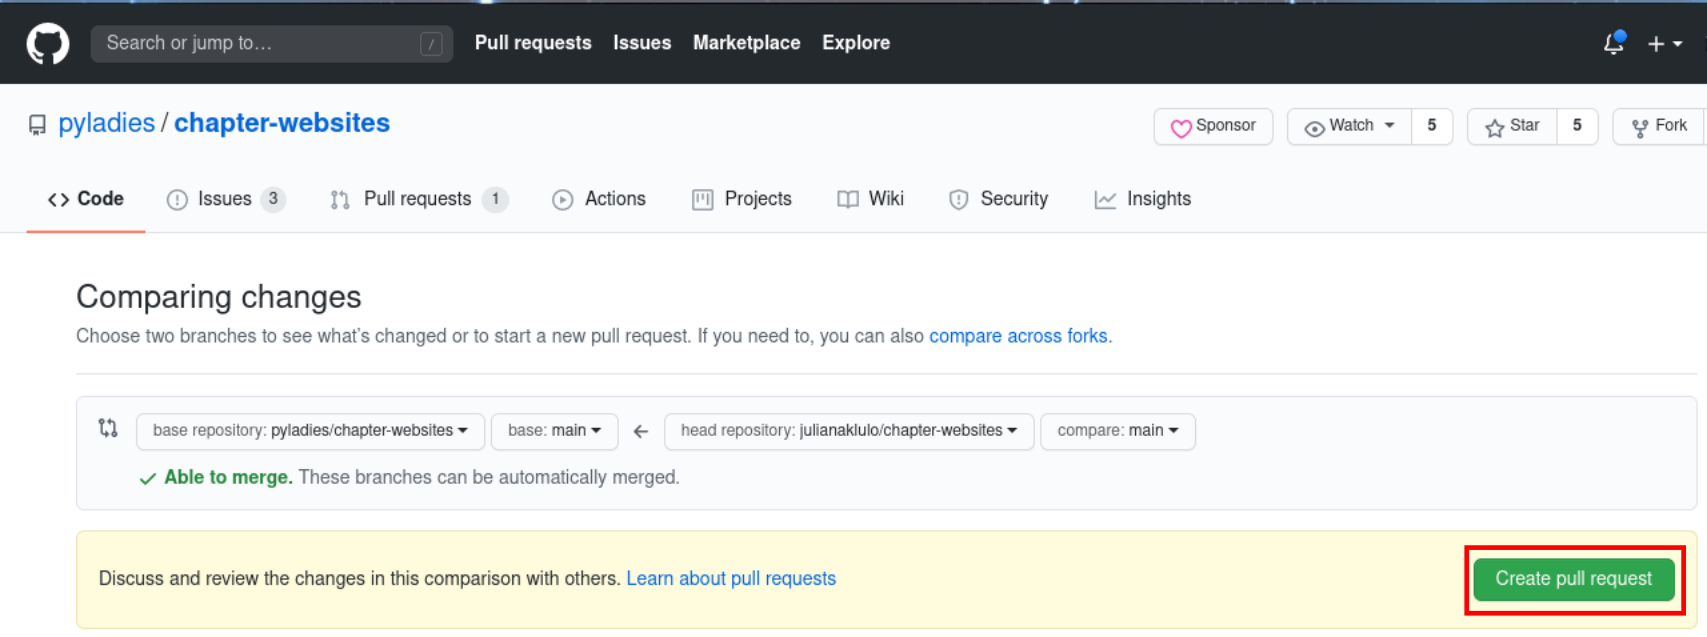 Search or jump to… / Pull requests Issues Marketplace Explore
pyladies / chapter-websites Sponsor Watch 5 Star 5 Fork
Code Issues 3 Pull requests 1 Actions Projects Wiki Security Insights
Comparing changes
Choose two branches to see what's changed or to start a new pull request. If you need to, you can also compare across forks.
base repository: pyladies/chapter-websites base: main ← head repository: julianaklulo/chapter-websites compare: main
✓ Able to merge. These branches can be automatically merged.
Discuss and review the changes in this comparison with others. Learn about pull requests Create pull request